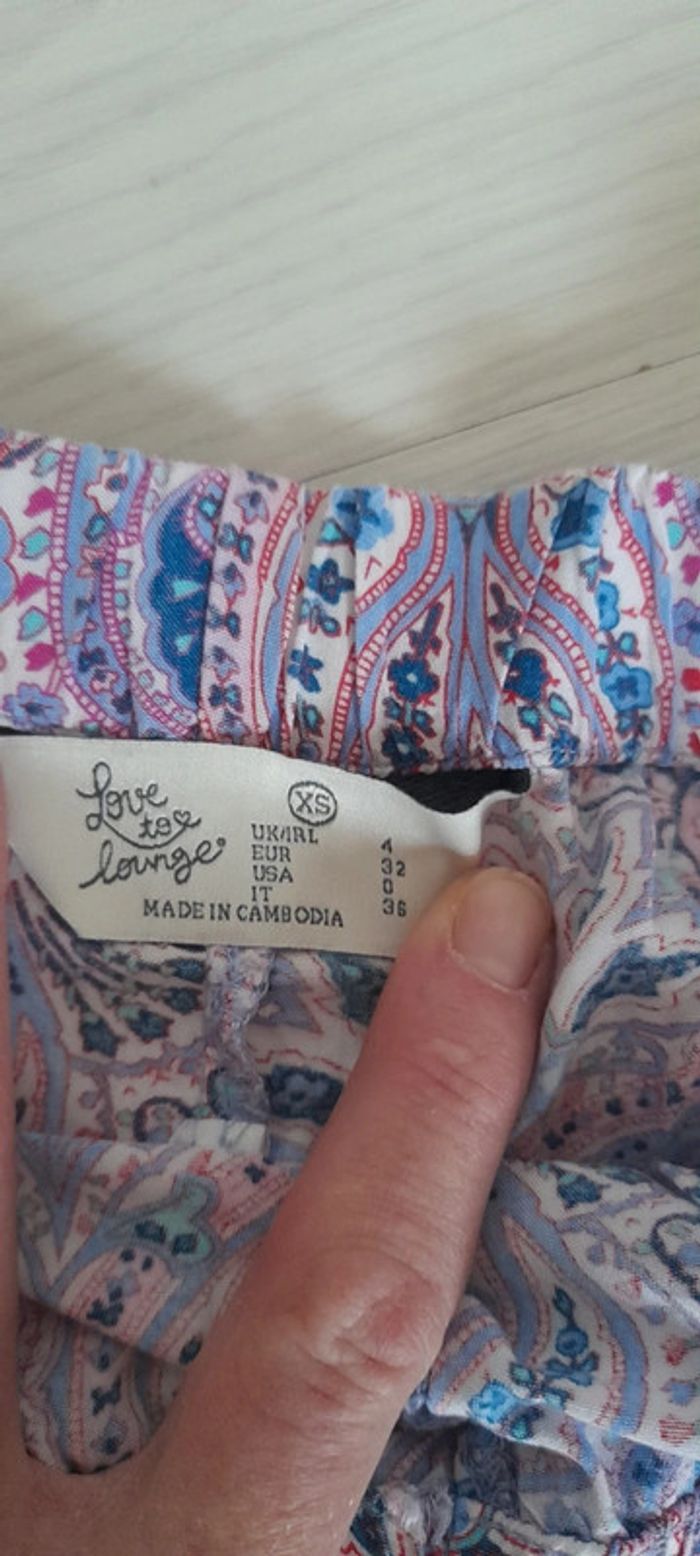 Love
to
lounge
XS
UK/IRL 4
EUR 32
USA 0
IT 36
MADE IN CAMBODIA